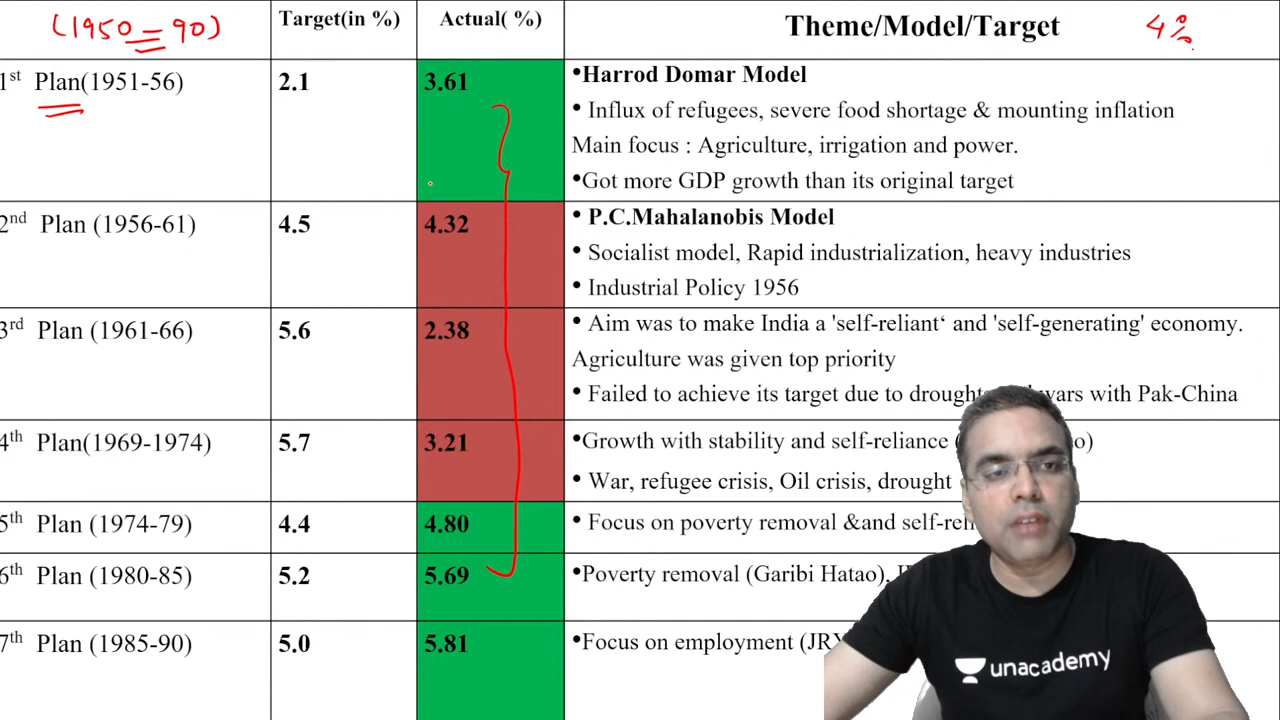 (1950 = 90)
Target(in %)
Actual( %)
Theme/Model/Target
4%
1st Plan(1951-56)
2.1
3.61
•Harrod Domar Model
• Influx of refugees, severe food shortage & mounting inflation
Main focus : Agriculture, irrigation and power.
•Got more GDP growth than its original target
2nd Plan (1956-61)
4.5
4.32
• P.C.Mahalanobis Model
• Socialist model, Rapid industrialization, heavy industries
• Industrial Policy 1956
3rd Plan (1961-66)
5.6
2.38
• Aim was to make India a 'self-reliant‘ and 'self-generating' economy.
Agriculture was given top priority
• Failed to achieve its target due to drought wars with Pak-China
4th Plan(1969-1974)
5.7
3.21
•Growth with stability and self-reliance (
• War, refugee crisis, Oil crisis, drought
5th Plan (1974-79)
4.4
4.80
• Focus on poverty removal &and self-reli
6th Plan (1980-85)
5.2
5.69
•Poverty removal (Garibi Hatao),
7th Plan (1985-90)
5.0
5.81
•Focus on employment (JRY
unacademy